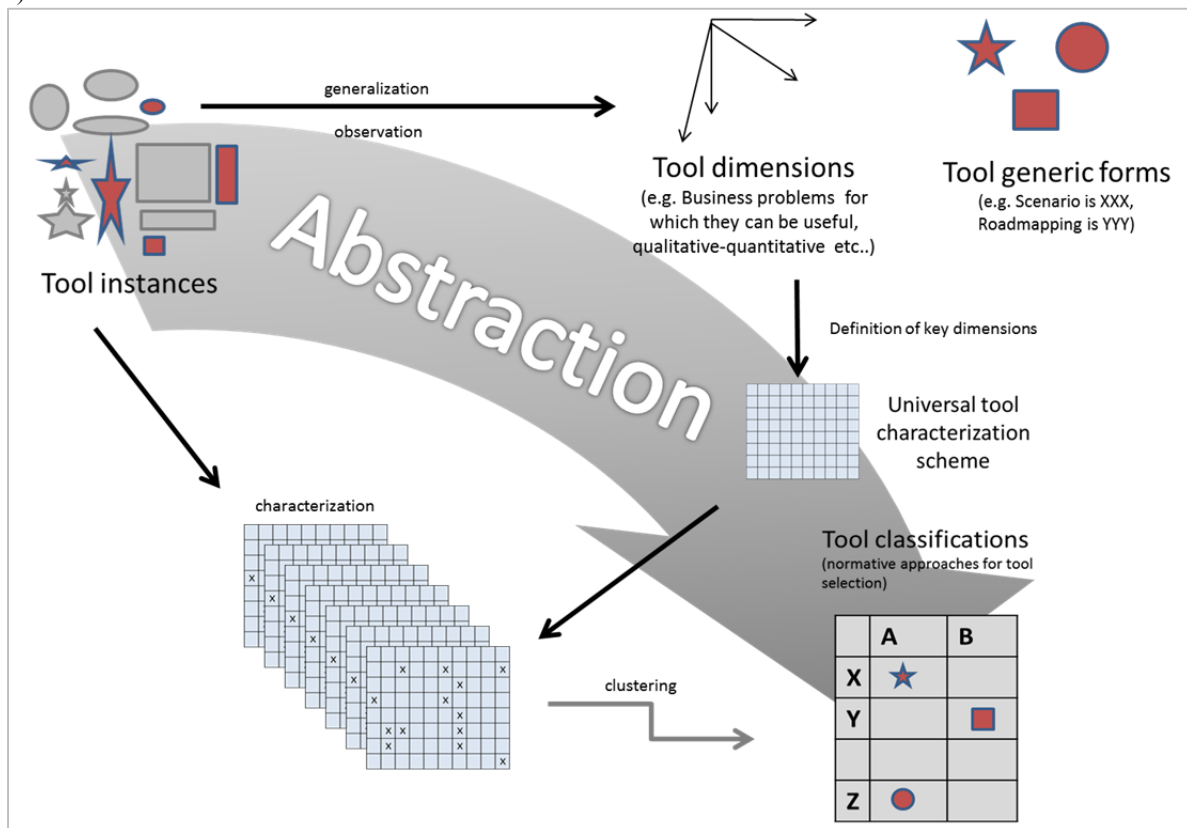 )
generalization
observation
Tool instances
Tool dimensions
(e.g. Business problems for
which they can be useful,
qualitative-quantitative etc..)
Tool generic forms
(e.g. Scenario is XXX,
Roadmapping is YYY)
Abstraction
Definition of key dimensions
Universal tool
characterization
scheme
characterization
x
x
x
x
x
x
x x x
x
x x
x
x x x
x x
x
clustering
Tool classifications
(normative approaches for tool
selection)
A B
X
Y
Z